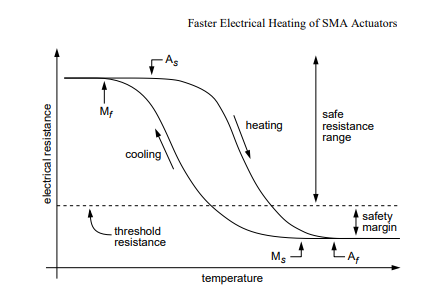 Faster Electrical Heating of SMA Actuators
As
Mf
heating
cooling
safe
resistance
range
electrical resistance
threshold
resistance
safety
margin
Ms
Af
temperature